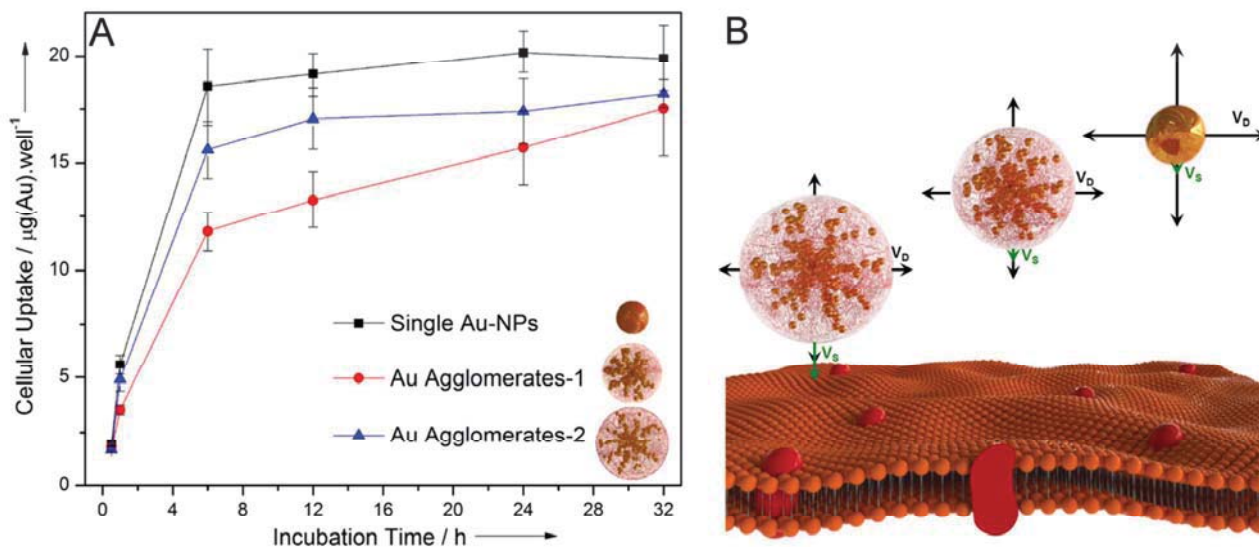 A
Cellular Uptake / µg(Au).well⁻¹
20
15
10
5
0
Single Au-NPs
Au Agglomerates-1
Au Agglomerates-2
0 4 8 12 16 20 24 28 32
Incubation Time / h
B
V_D
V_S
V_D
V_S
V_D
V_S